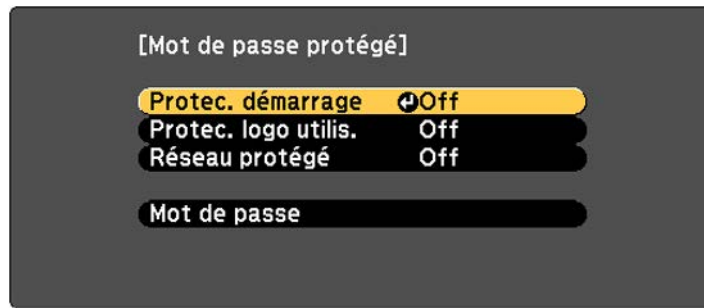 [Mot de passe protégé]
Protec. démarrage Off
Protec. logo utilis. Off
Réseau protégé Off
Mot de passe